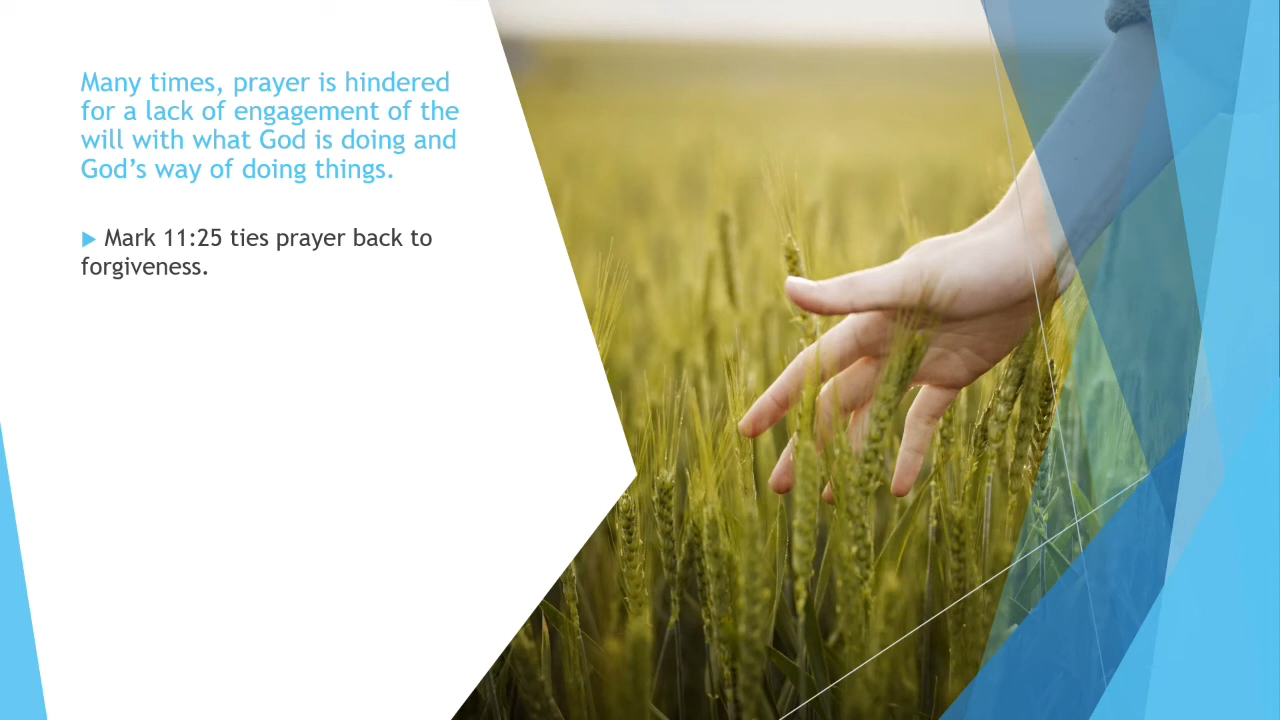 Many times, prayer is hindered
for a lack of engagement of the
will with what God is doing and
God’s way of doing things.
Mark 11:25 ties prayer back to
forgiveness.